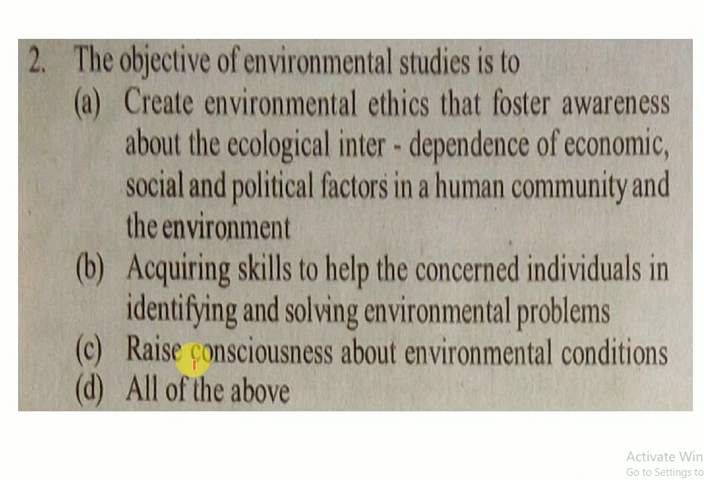 2. The objective of environmental studies is to
(a) Create environmental ethics that foster awareness
about the ecological inter - dependence of economic,
social and political factors in a human community and
the environment
(b) Acquiring skills to help the concerned individuals in
identifying and solving environmental problems
(c) Raise consciousness about environmental conditions
(d) All of the above
Activate Win
Go to Settings to